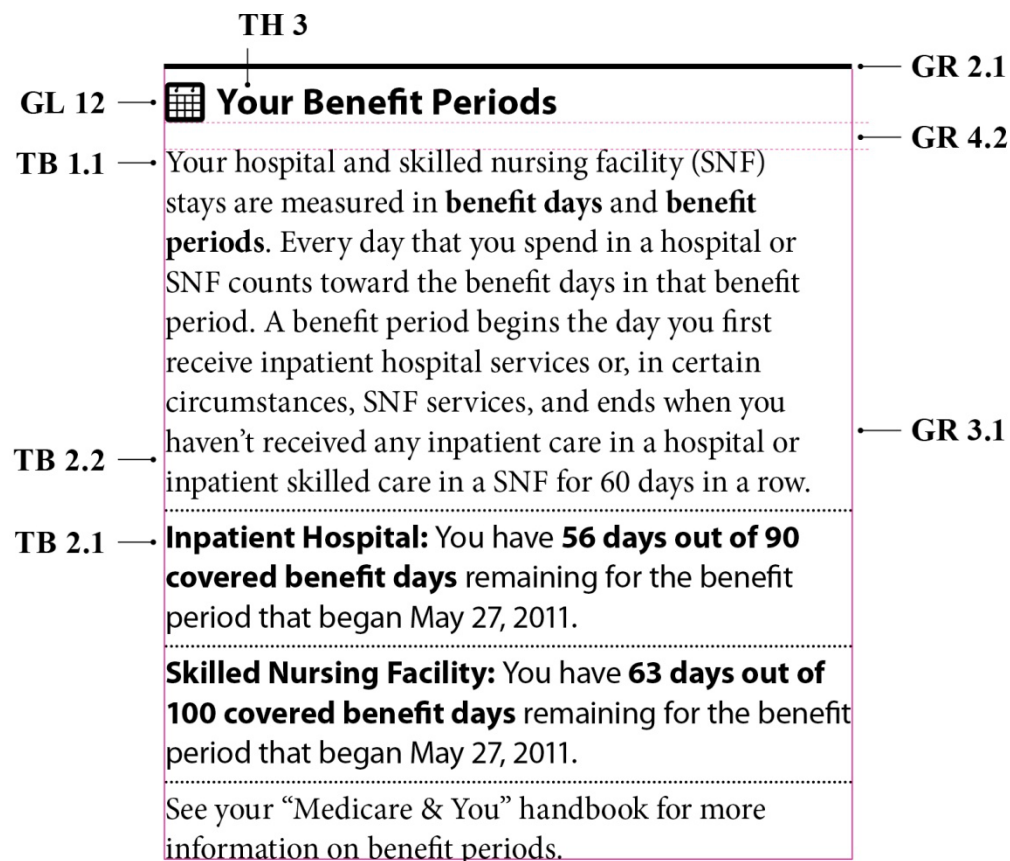 TH 3
GR 2.1
GL 12
Your Benefit Periods
GR 4.2
TB 1.1
Your hospital and skilled nursing facility (SNF)
stays are measured in benefit days and benefit
periods. Every day that you spend in a hospital or
SNF counts toward the benefit days in that benefit
period. A benefit period begins the day you first
receive inpatient hospital services or, in certain
circumstances, SNF services, and ends when you
GR 3.1
haven’t received any inpatient care in a hospital or
TB 2.2
inpatient skilled care in a SNF for 60 days in a row.
TB 2.1
Inpatient Hospital: You have 56 days out of 90
covered benefit days remaining for the benefit
period that began May 27, 2011.
Skilled Nursing Facility: You have 63 days out of
100 covered benefit days remaining for the benefit
period that began May 27, 2011.
See your “Medicare & You” handbook for more
information on benefit periods.